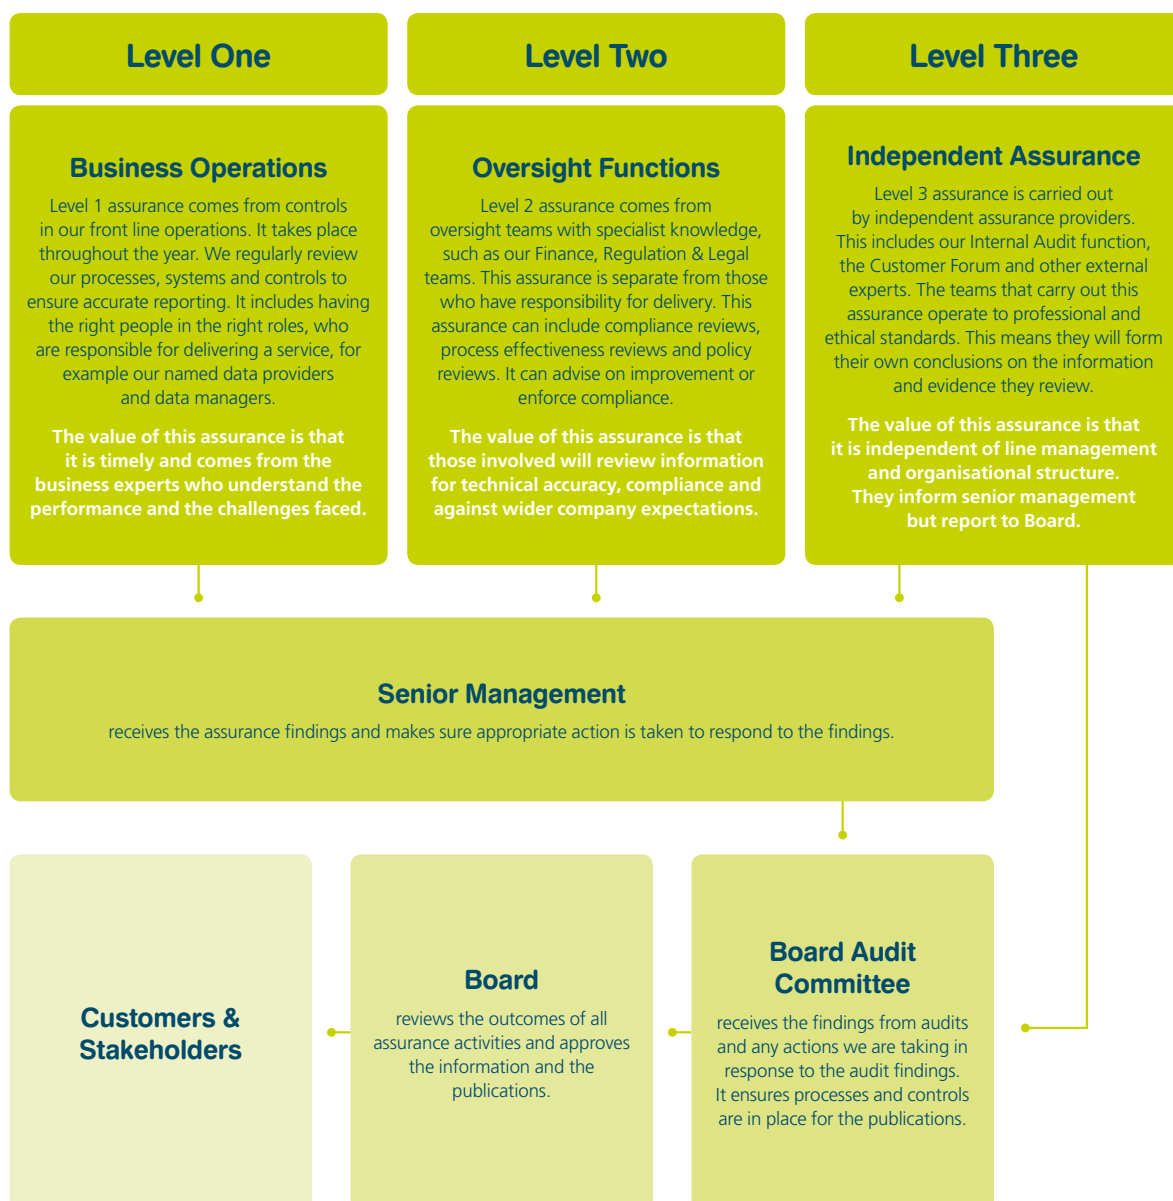 Level One
Level Two
Level Three
Business Operations
Level 1 assurance comes from controls
in our front line operations. It takes place
throughout the year. We regularly review
our processes, systems and controls to
ensure accurate reporting. It includes having
the right people in the right roles, who
are responsible for delivering a service, for
example our named data providers
and data managers.
The value of this assurance is that
it is timely and comes from the
business experts who understand the
performance and the challenges faced.
Oversight Functions
Level 2 assurance comes from
oversight teams with specialist knowledge,
such as our Finance, Regulation & Legal
teams. This assurance is separate from those
who have responsibility for delivery. This
assurance can include compliance reviews,
process effectiveness reviews and policy
reviews. It can advise on improvement or
enforce compliance.
The value of this assurance is that
those involved will review information
for technical accuracy, compliance and
against wider company expectations.
Independent Assurance
Level 3 assurance is carried out
by independent assurance providers.
This includes our Internal Audit function,
the Customer Forum and other external
experts. The teams that carry out this
assurance operate to professional and
ethical standards. This means they will form
their own conclusions on the information
and evidence they review.
The value of this assurance is that
it is independent of line management
and organisational structure.
They inform senior management
but report to Board.
Senior Management
receives the assurance findings and makes sure appropriate action is taken to respond to the findings.
Customers &
Stakeholders
Board
reviews the outcomes of all
assurance activities and approves
the information and the
publications.
Board Audit
Committee
receives the findings from audits
and any actions we are taking in
response to the audit findings.
It ensures processes and controls
are in place for the publications.